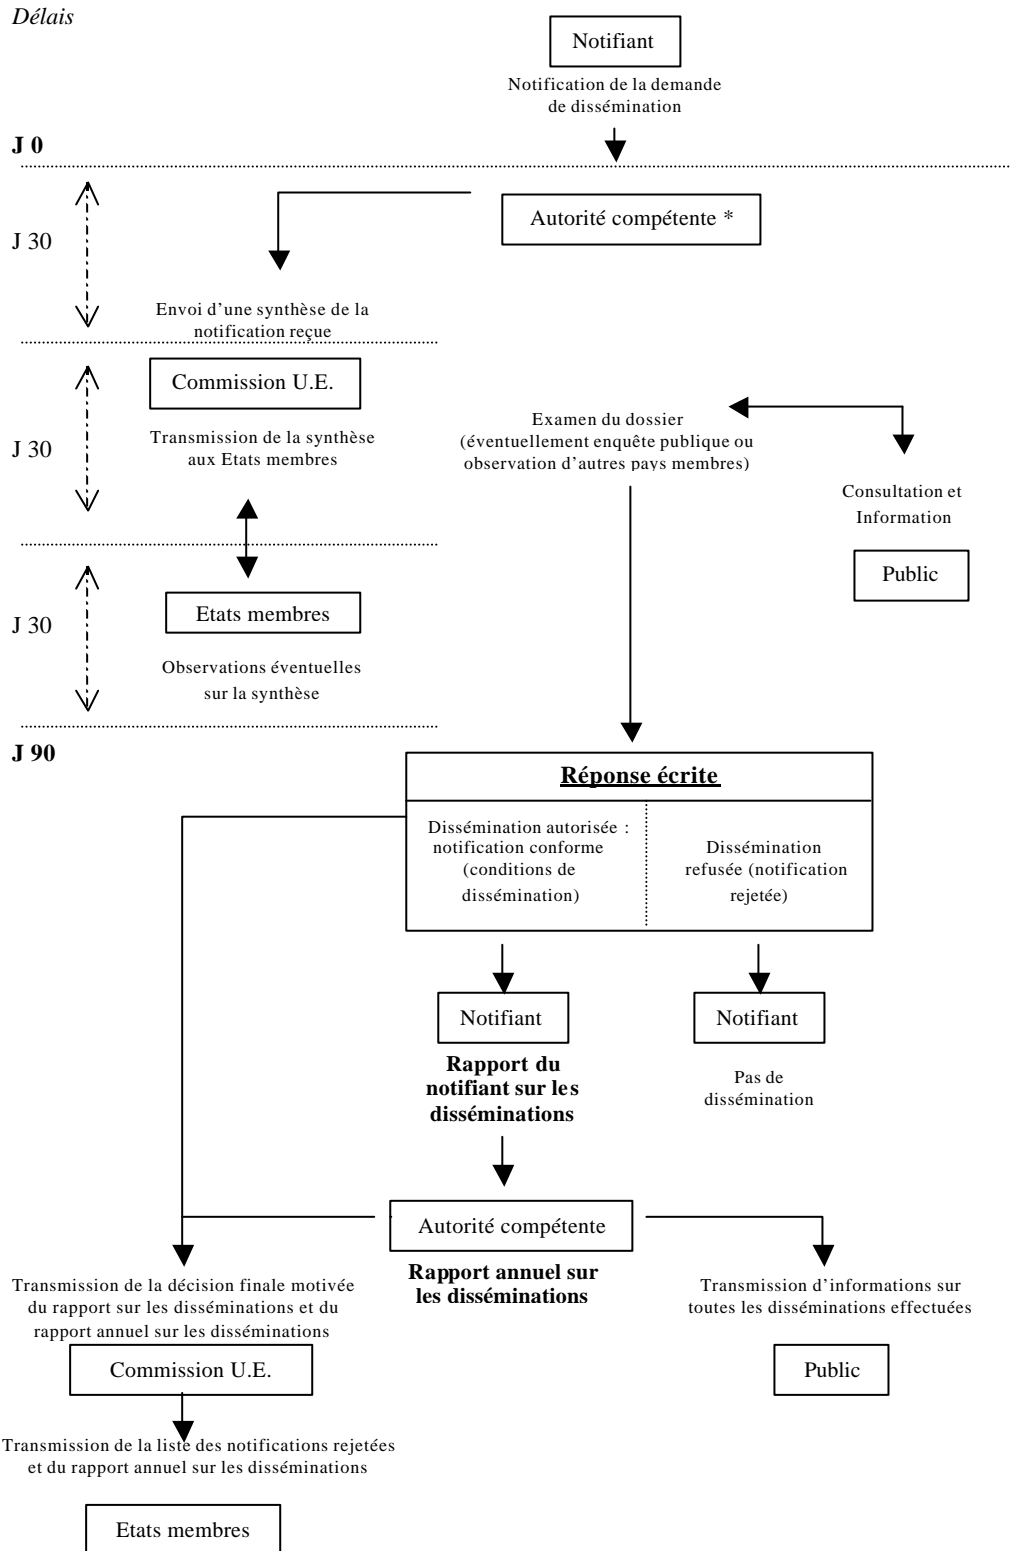 Délais
Notifiant
Notification de la demande
de dissémination
J 0
Autorité compétente *
J 30
Envoi d’une synthèse de la
notification reçue
Commission U.E.
Examen du dossier
(éventuellement enquête publique ou
observation d’autres pays membres)
J 30
Transmission de la synthèse
aux Etats membres
Consultation et
Information
Public
Etats membres
J 30
Observations éventuelles
sur la synthèse
J 90
Réponse écrite
Dissémination autorisée :
notification conforme
(conditions de
dissémination)
Dissémination
refusée (notification
rejetée)
Notifiant
Notifiant
Rapport du
notifiant sur les
disséminations
Pas de
dissémination
Autorité compétente
Rapport annuel sur
les disséminations
Transmission de la décision finale motivée
du rapport sur les disséminations et du
rapport annuel sur les disséminations
Transmission d’informations sur
toutes les disséminations effectuées
Commission U.E.
Public
Transmission de la liste des notifications rejetées
et du rapport annuel sur les disséminations
Etats membres